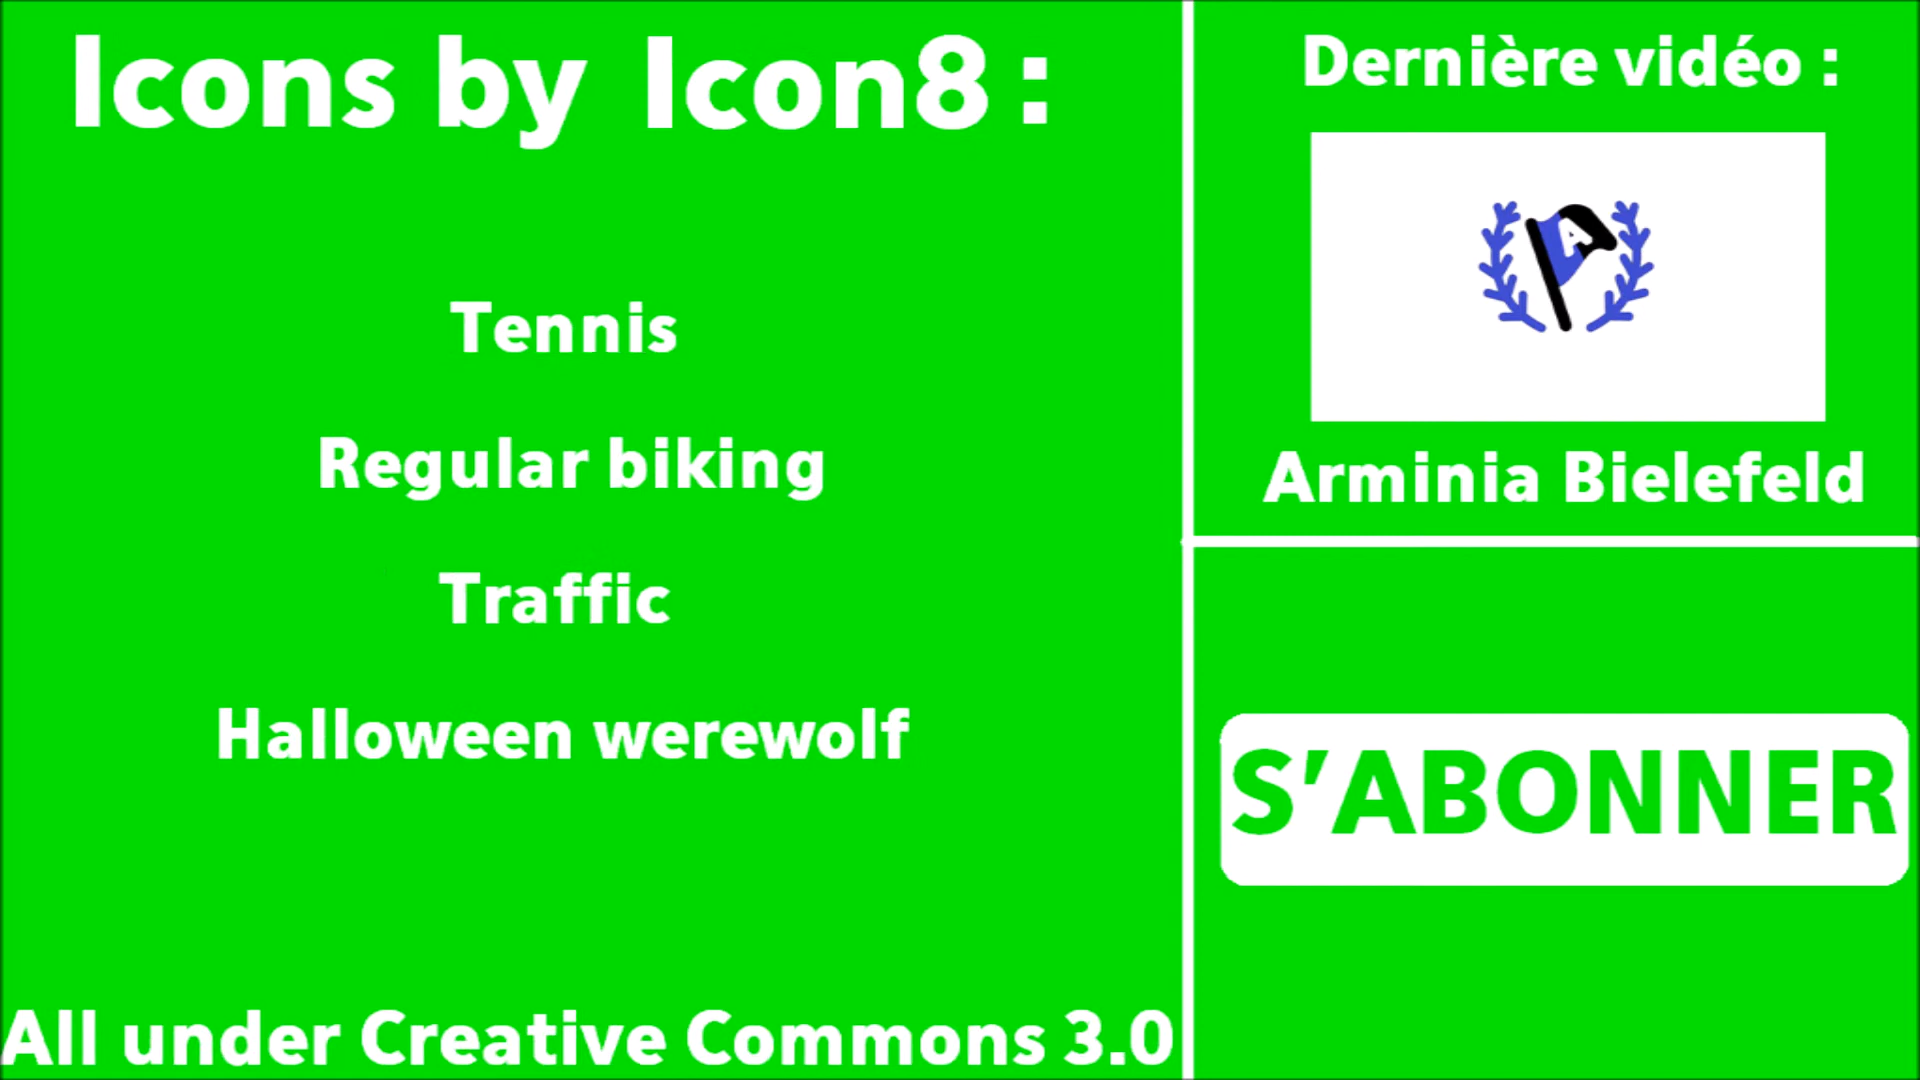 Icons by Icon8 :
Tennis
Regular biking
Traffic
Halloween werewolf
All under Creative Commons 3.0
Dernière vidéo :
A
Arminia Bielefeld
S'ABONNER